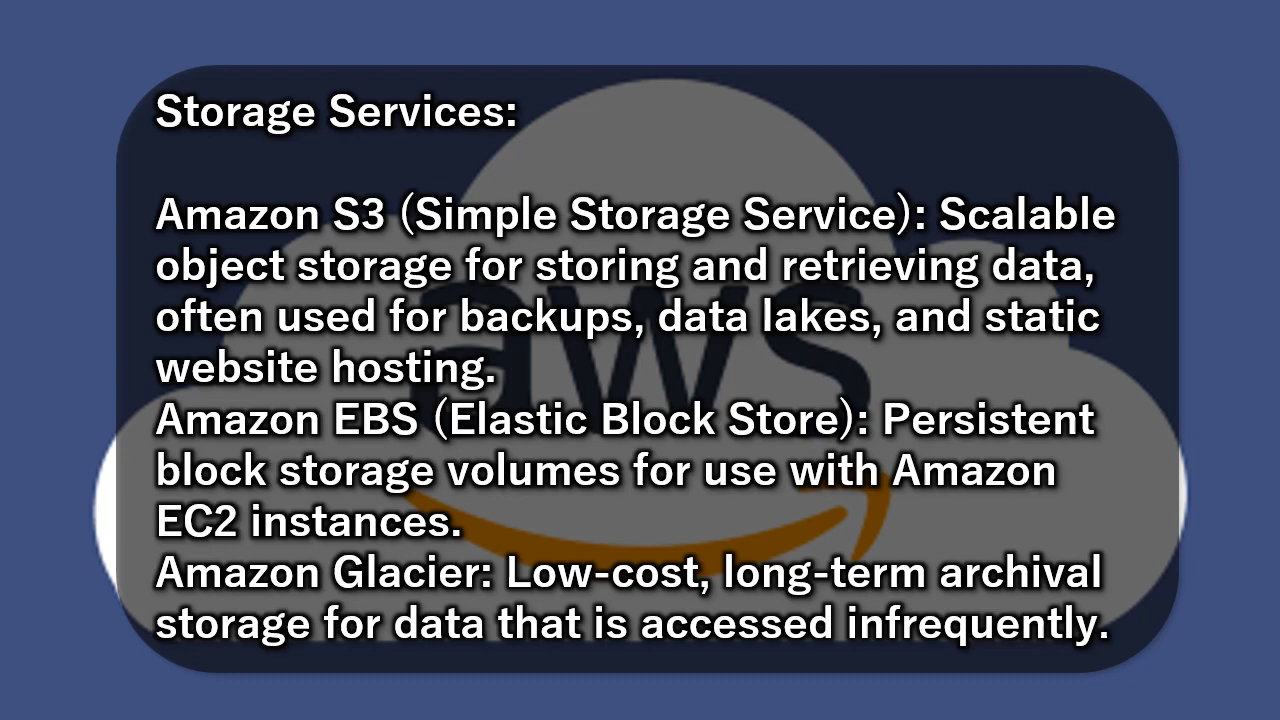 Storage Services:
Amazon S3 (Simple Storage Service): Scalable
object storage for storing and retrieving data,
often used for backups, data lakes, and static
website hosting.
Amazon EBS (Elastic Block Store): Persistent
block storage volumes for use with Amazon
EC2 instances.
Amazon Glacier: Low-cost, long-term archival
storage for data that is accessed infrequently.
aws